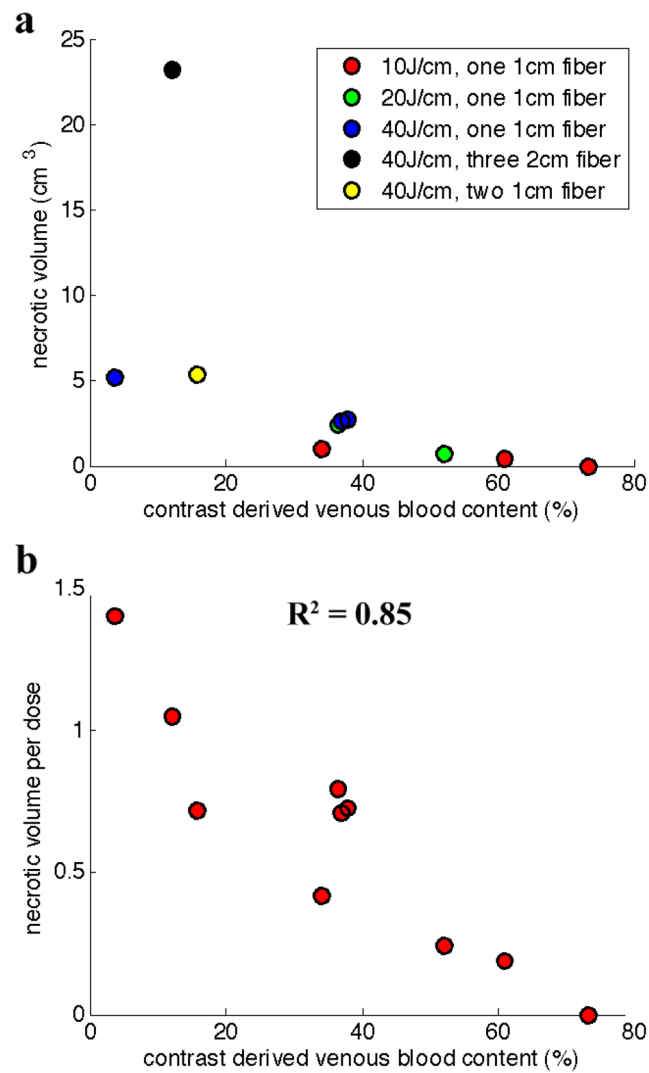 a
25
20
15
10
5
0
necrotic volume (cm³)
10J/cm, one 1cm fiber
20J/cm, one 1cm fiber
40J/cm, one 1cm fiber
40J/cm, three 2cm fiber
40J/cm, two 1cm fiber
0 20 40 60 80
contrast derived venous blood content (%)
b
R² = 0.85
1.5
1
0.5
0
necrotic volume per dose
0 20 40 60 80
contrast derived venous blood content (%)